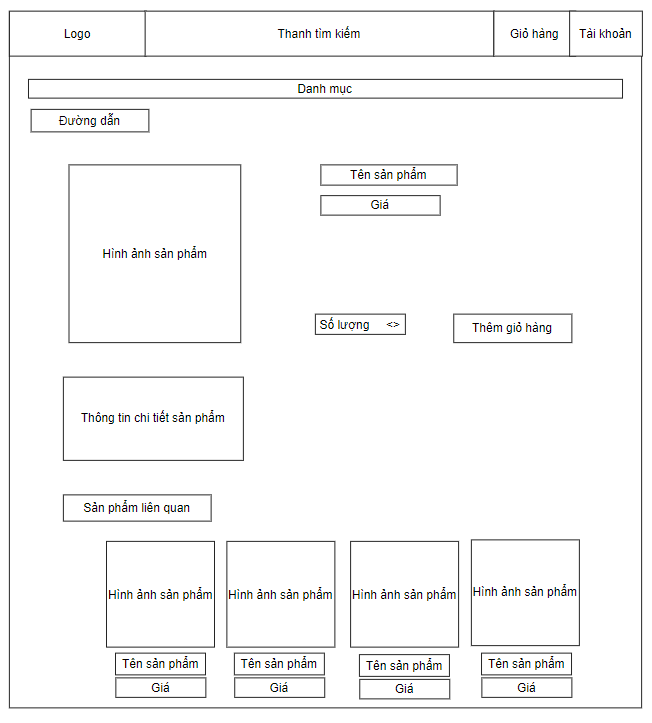 Logo
Thanh tìm kiếm
Giỏ hàng
Tài khoản
Danh mục
Đường dẫn
Hình ảnh sản phẩm
Tên sản phẩm
Giá
Số lượng <>
Thêm giỏ hàng
Thông tin chi tiết sản phẩm
Sản phẩm liên quan
Hình ảnh sản phẩm
Hình ảnh sản phẩm
Hình ảnh sản phẩm
Hình ảnh sản phẩm
Tên sản phẩm
Tên sản phẩm
Tên sản phẩm
Tên sản phẩm
Giá
Giá
Giá
Giá